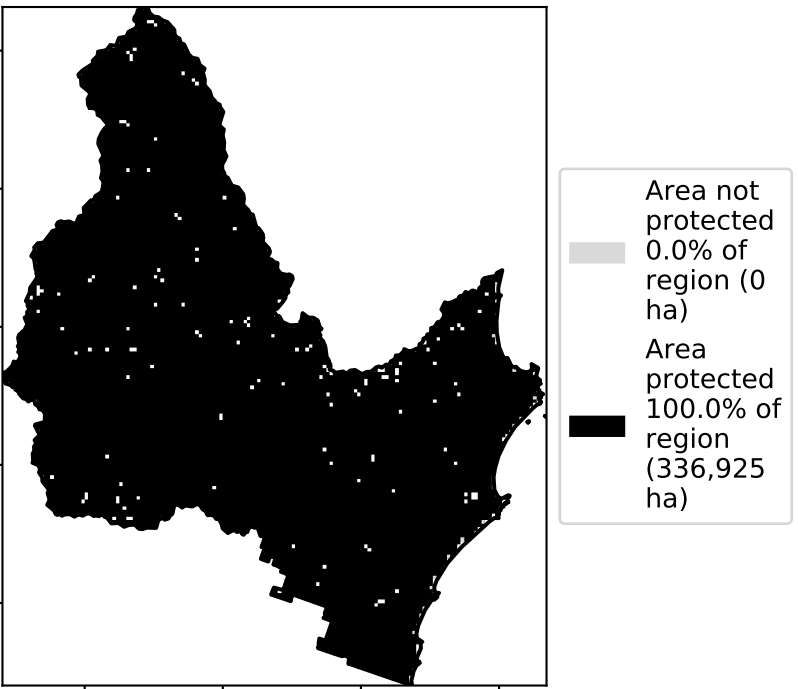 Area not
protected
0.0% of
region (0
ha)
Area
protected
100.0% of
region
(336,925
ha)